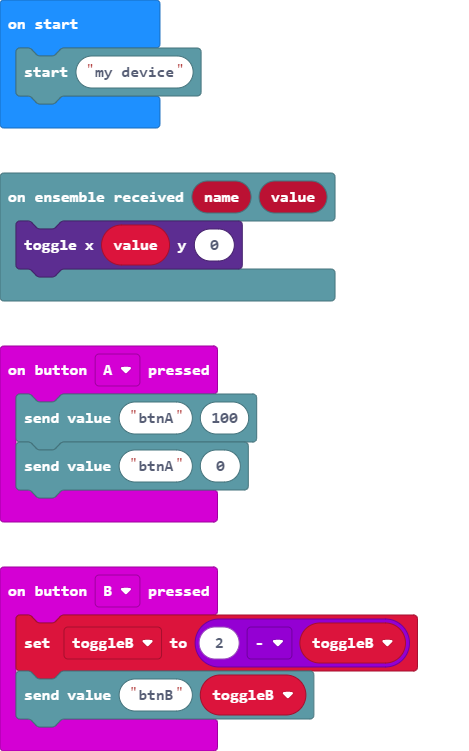 on start
start "my device"
on ensemble received name value
toggle x value y 0
on button A pressed
send value "btnA" 100
send value "btnA" 0
on button B pressed
set toggleB to 2 - toggleB
send value "btnB" toggleB